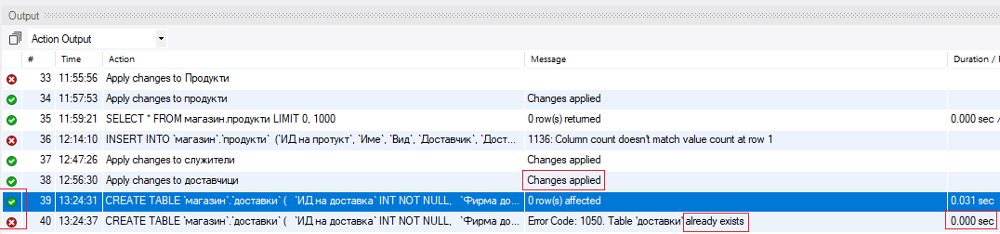 Output
Action Output
# Time Action Message Duration / F
33 11:55:56 Apply changes to Продукти
34 11:57:53 Apply changes to продукти Changes applied
35 11:59:21 SELECT * FROM магазин.продукти LIMIT 0, 1000 0 row(s) returned 0.000 sec /
36 12:14:10 INSERT INTO `магазин`.`продукти` (`ИД на протукт`, `Име`, `Вид`, `Доставчик`, `Дост... 1136: Column count doesn't match value count at row 1
37 12:47:26 Apply changes to служители Changes applied
38 12:56:30 Apply changes to доставчици Changes applied
39 13:24:31 CREATE TABLE `магазин`.`доставки` ( `ИД на доставка` INT NOT NULL, `Фирма до... 0 row(s) affected 0.031 sec
40 13:24:37 CREATE TABLE `магазин`.`доставки` ( `ИД на доставка` INT NOT NULL, `Фирма до... Error Code: 1050. Table 'доставки' already exists 0.000 sec